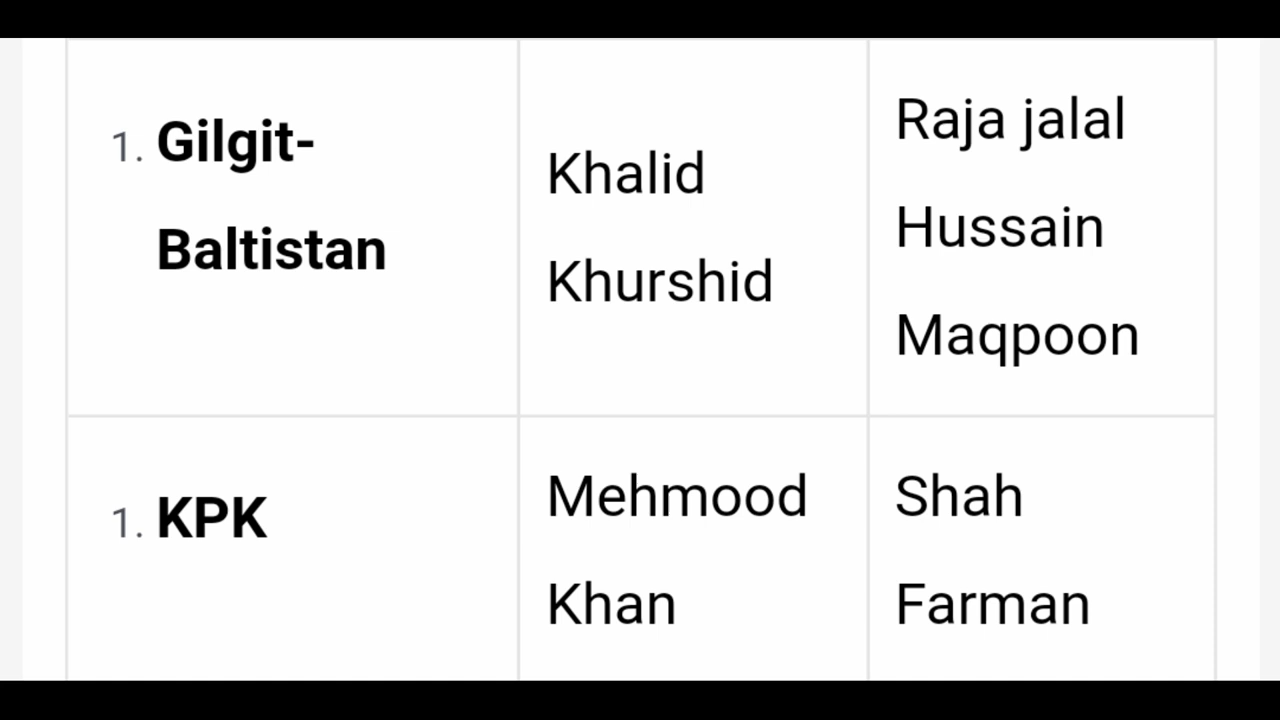 1. Gilgit-
Baltistan
Khalid
Khurshid
Raja jalal
Hussain
Maqpoon
1. KPK
Mehmood
Khan
Shah
Farman